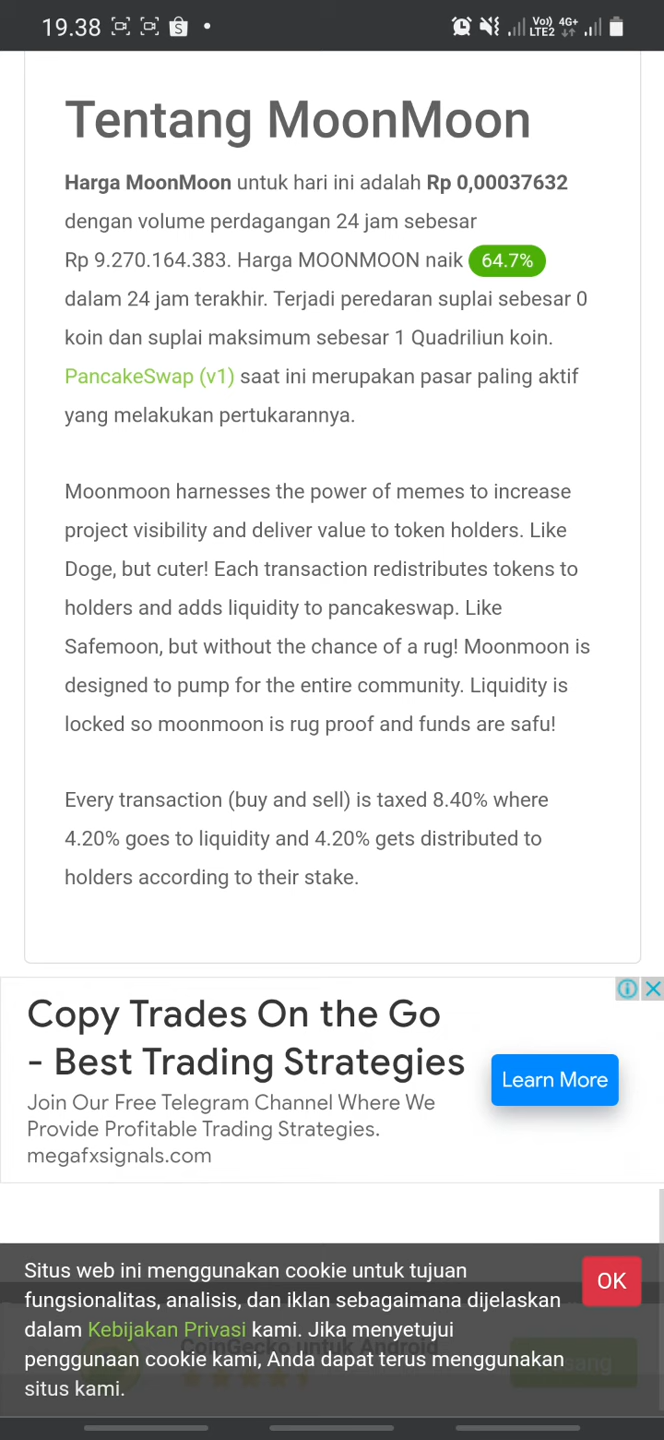 19.38
Vo))
LTE2
4G+
Tentang MoonMoon
Harga MoonMoon untuk hari ini adalah Rp 0,00037632
dengan volume perdagangan 24 jam sebesar
Rp 9.270.164.383. Harga MOONMOON naik 64.7%
dalam 24 jam terakhir. Terjadi peredaran suplai sebesar 0
koin dan suplai maksimum sebesar 1 Quadriliun koin.
PancakeSwap (v1) saat ini merupakan pasar paling aktif
yang melakukan pertukarannya.
Moonmoon harnesses the power of memes to increase
project visibility and deliver value to token holders. Like
Doge, but cuter! Each transaction redistributes tokens to
holders and adds liquidity to pancakeswap. Like
Safemoon, but without the chance of a rug! Moonmoon is
designed to pump for the entire community. Liquidity is
locked so moonmoon is rug proof and funds are safu!
Every transaction (buy and sell) is taxed 8.40% where
4.20% goes to liquidity and 4.20% gets distributed to
holders according to their stake.
Copy Trades On the Go
- Best Trading Strategies
Join Our Free Telegram Channel Where We
Provide Profitable Trading Strategies.
megafxsignals.com
Learn More
Situs web ini menggunakan cookie untuk tujuan
fungsionalitas, analisis, dan iklan sebagaimana dijelaskan
dalam Kebijakan Privasi kami. Jika menyetujui
penggunaan cookie kami, Anda dapat terus menggunakan
situs kami.
OK
CoinGecko untuk Android